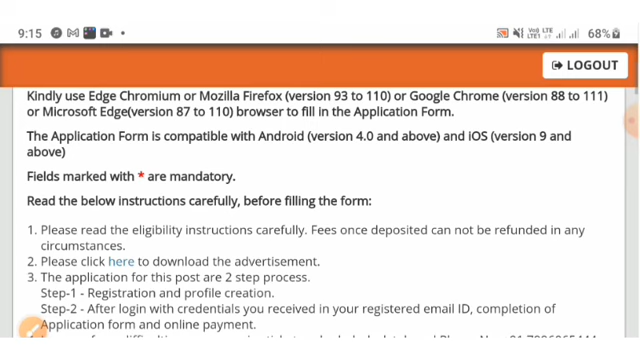 9:15
68%
LOGOUT
Kindly use Edge Chromium or Mozilla Firefox (version 93 to 110) or Google Chrome (version 88 to 111)
or Microsoft Edge(version 87 to 110) browser to fill in the Application Form.
The Application Form is compatible with Android (version 4.0 and above) and iOS (version 9 and
above)
Fields marked with * are mandatory.
Read the below instructions carefully, before filling the form:
1. Please read the eligibility instructions carefully. Fees once deposited can not be refunded in any
circumstances.
2. Please click here to download the advertisement.
3. The application for this post are 2 step process.
Step-1 - Registration and profile creation.
Step-2 - After login with credentials you received in your registered email ID, completion of
Application form and online payment.